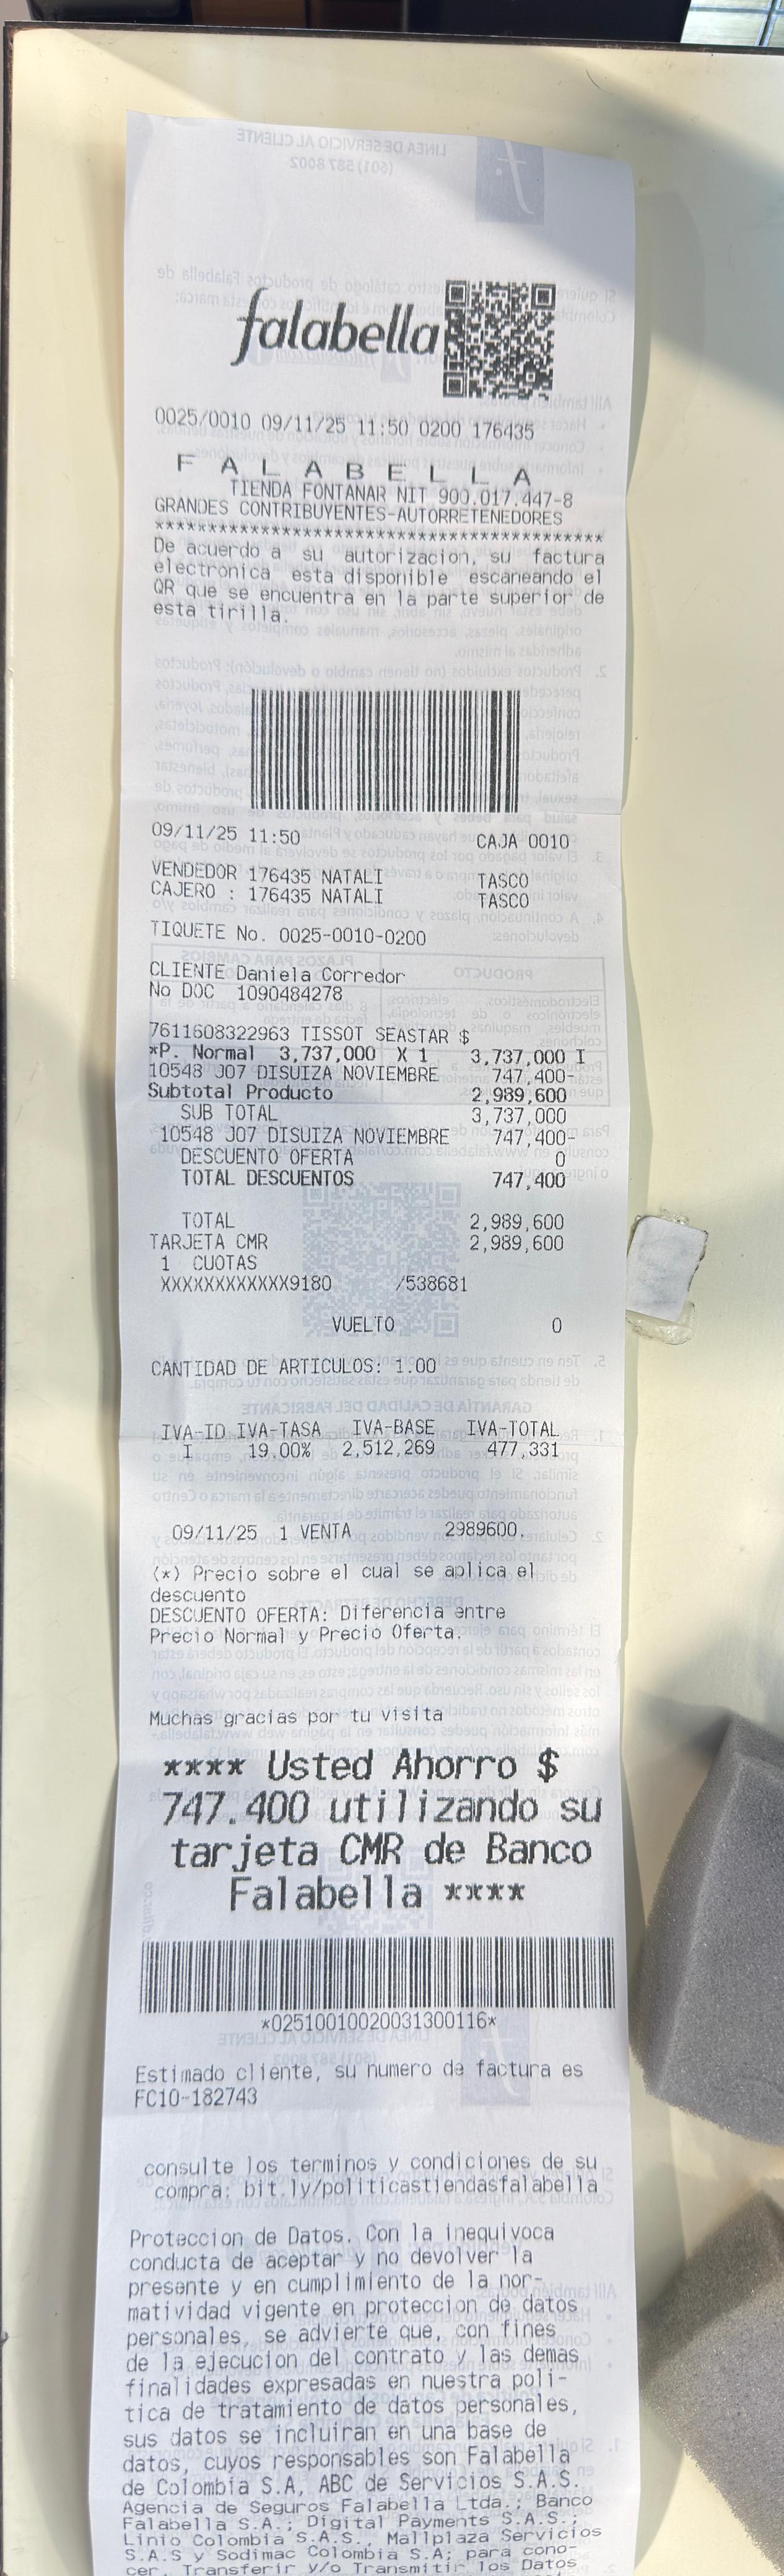 falabella
0025/0010 09/11/25 11:50 0200 176435
F A L A B E L L A
TIENDA FONTANAR NIT 900.017.447-8
GRANDES CONTRIBUYENTES-AUTORRETENEDORES
******************************************
De acuerdo a su autorizacion, su factura
electronica esta disponible escaneando el
QR que se encuentra en la parte superior de
esta tirilla.
09/11/25 11:50 CAJA 0010
VENDEDOR 176435 NATALI TASCO
CAJERO : 176435 NATALI TASCO
TIQUETE No. 0025-0010-0200
CLIENTE Daniela Corredor
No DOC 1090484278
7611608322963 TISSOT SEASTAR $
*P. Normal 3,737,000 X 1 3,737,000 I
10548 J07 DISUIZA NOVIEMBRE 747,400-
Subtotal Producto 2,989,600
SUB TOTAL 3,737,000
10548 J07 DISUIZA NOVIEMBRE 747,400-
DESCUENTO OFERTA 0
TOTAL DESCUENTOS 747,400
TOTAL 2,989,600
TARJETA CMR 2,989,600
1 CUOTAS
XXXXXXXXXXXX9180 /538681
VUELTO 0
CANTIDAD DE ARTICULOS: 1.00
IVA-ID IVA-TASA IVA-BASE IVA-TOTAL
I 19.00% 2,512,269 477,331
09/11/25 1 VENTA 2989600.
(*) Precio sobre el cual se aplica el
descuento
DESCUENTO OFERTA: Diferencia entre
Precio Normal y Precio Oferta.
Muchas gracias por tu visita
**** Usted Ahorro $
747.400 utilizando su
tarjeta CMR de Banco
Falabella ****
*02510010020031300116*
Estimado cliente, su numero de factura es
FC10-182743
consulte los terminos y condiciones de su
compra: bit.ly/politicastiendasfalabella
Proteccion de Datos. Con la inequivoca
conducta de aceptar y no devolver la
presente y en cumplimiento de la nor-
matividad vigente en proteccion de datos
personales, se advierte que, con fines
de la ejecucion del contrato y las demas
finalidades expresadas en nuestra poli-
tica de tratamiento de datos personales,
sus datos se incluiran en una base de
datos, cuyos responsables son Falabella
de Colombia S.A, ABC de Servicios S.A.S.
Agencia de Seguros Falabella Ltda.; Banco
Falabella S.A.; Digital Payments S.A.S.;
Linio Colombia S.A.S., Mallplaza Servicios
S.A.S y Sodimac Colombia S.A; para cono-
cer, Transferir y/o Transmitir los Datos